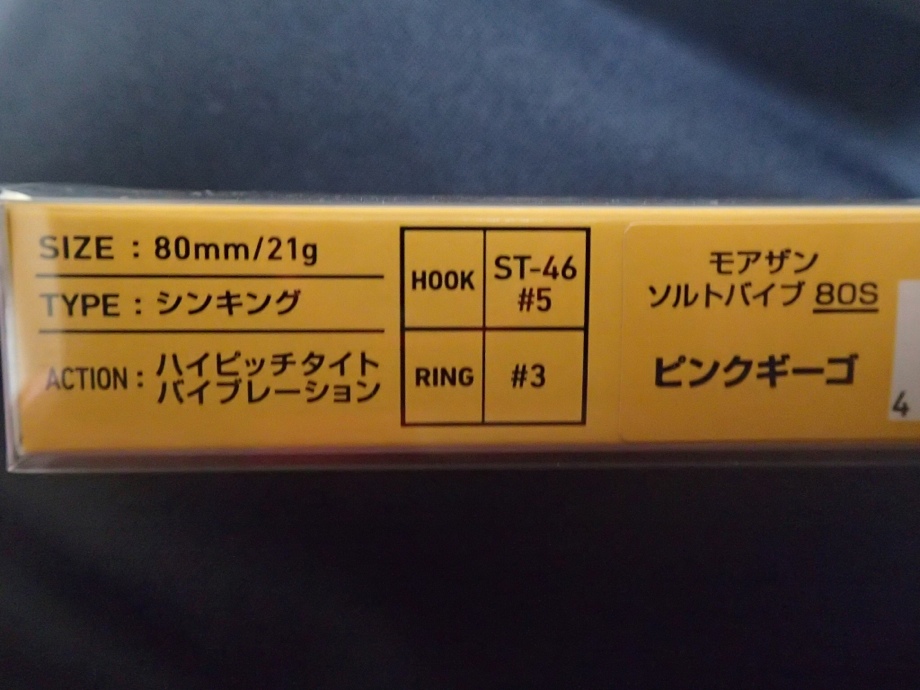 SIZE : 80mm/21g
TYPE : シンキング
ACTION : ハイピッチタイト
バイブレーション
HOOK
ST-46
#5
RING
#3
モアザン
ソルトバイブ 80S
ピンクギーゴ
4